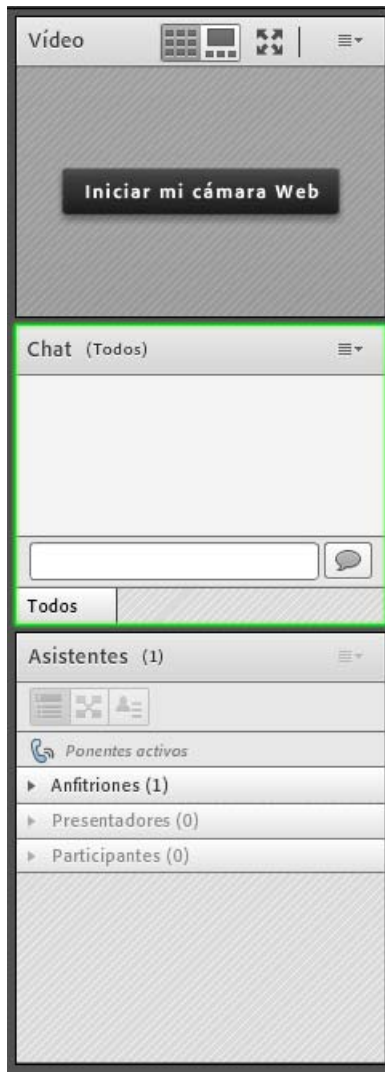 Vídeo
Iniciar mi cámara Web
Chat (Todos)
Todos
Asistentes (1)
Ponentes activos
Anfitriones (1)
Presentadores (0)
Participantes (0)